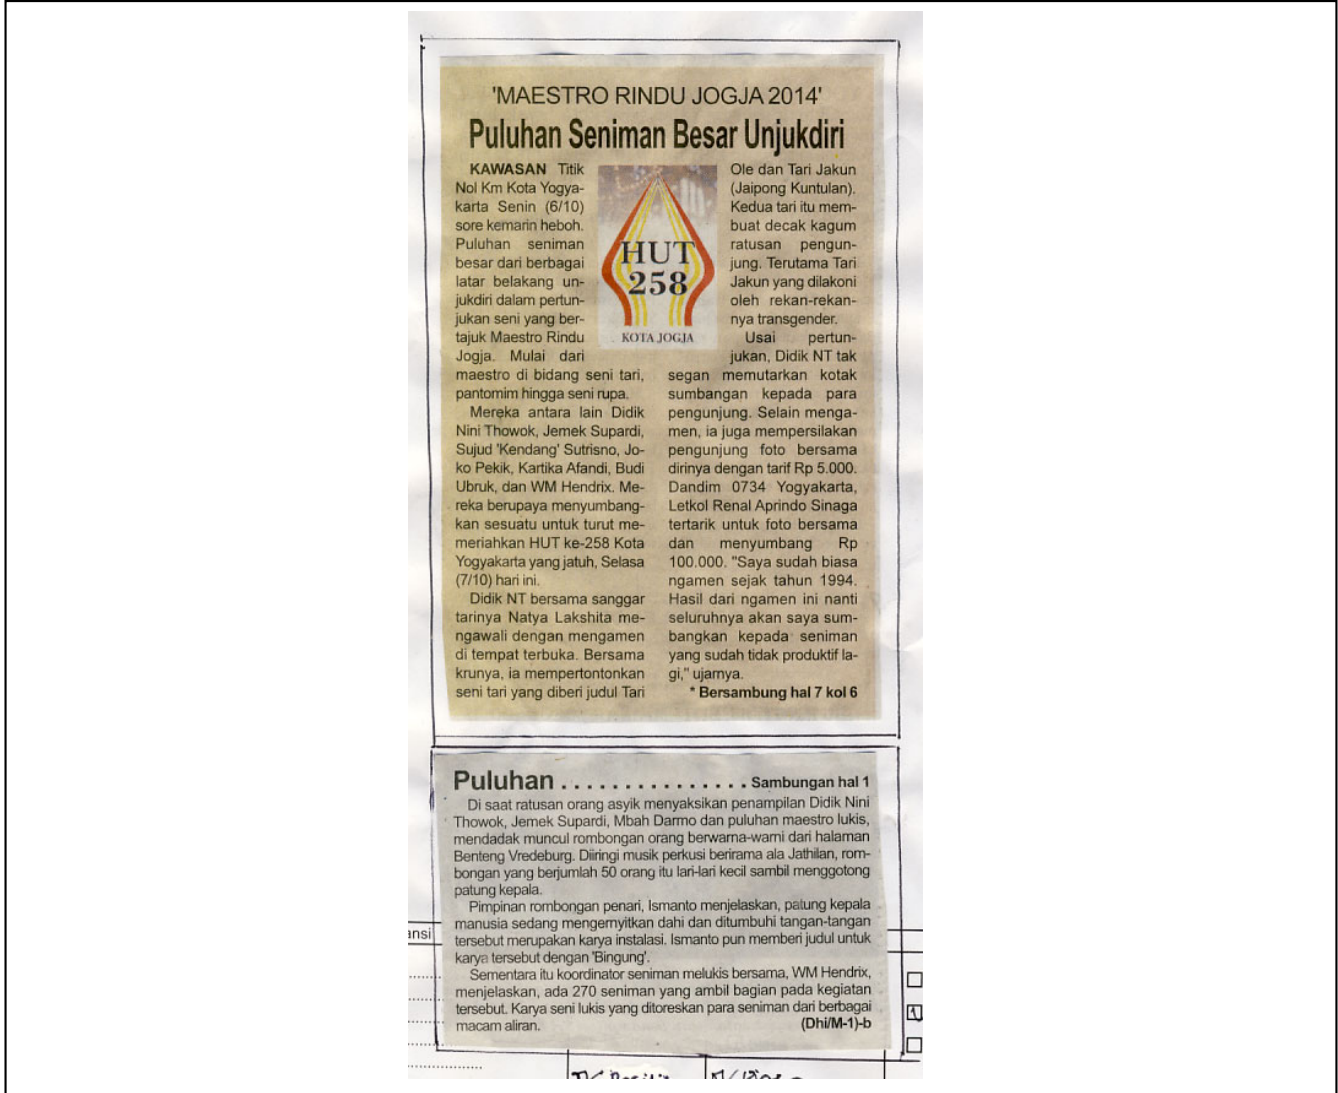 'MAESTRO RINDU JOGJA 2014'
Puluhan Seniman Besar Unjukdiri
KAWASAN Titik
Nol Km Kota Yogya-
karta Senin (6/10)
sore kemarin heboh.
Puluhan seniman
besar dari berbagai
latar belakang un-
jukdiri dalam pertun-
jukan seni yang ber-
tajuk Maestro Rindu
Jogja. Mulai dari
maestro di bidang seni tari,
pantomim hingga seni rupa.
Mereka antara lain Didik
Nini Thowok, Jemek Supardi,
Sujud 'Kendang' Sutrisno, Jo-
ko Pekik, Kartika Afandi, Budi
Ubruk, dan WM Hendrix. Me-
reka berupaya menyumbang-
kan sesuatu untuk turut me-
meriahkan HUT ke-258 Kota
Yogyakarta yang jatuh, Selasa
(7/10) hari ini.
Didik NT bersama sanggar
tarinya Natya Lakshita me-
ngawali dengan mengamen
di tempat terbuka. Bersama
krunya, ia mempertontonkan
seni tari yang diberi judul Tari
HUT
258
KOTA JOGJA
Ole dan Tari Jakun
(Jaipong Kuntulan).
Kedua tari itu mem-
buat decak kagum
ratusan pengun-
jung. Terutama Tari
Jakun yang dilakoni
oleh rekan-rekan-
nya transgender.
Usai pertun-
jukan, Didik NT tak
segan memutarkan kotak
sumbangan kepada para
pengunjung. Selain menga-
men, ia juga mempersilakan
pengunjung foto bersama
dirinya dengan tarif Rp 5.000.
Dandim 0734 Yogyakarta,
Letkol Renal Aprindo Sinaga
tertarik untuk foto bersama
dan menyumbang Rp
100.000. "Saya sudah biasa
ngamen sejak tahun 1994.
Hasil dari ngamen ini nanti
seluruhnya akan saya sum-
bangkan kepada seniman
yang sudah tidak produktif la-
gi," ujarnya.
* Bersambung hal 7 kol 6
Puluhan . . . . . . . . . . . . . . . Sambungan hal 1
Di saat ratusan orang asyik menyaksikan penampilan Didik Nini
Thowok, Jemek Supardi, Mbah Darmo dan puluhan maestro lukis,
mendadak muncul rombongan orang berwarna-warni dari halaman
Benteng Vredeburg. Diiringi musik perkusi berirama ala Jathilan, rom-
bongan yang berjumlah 50 orang itu lari-lari kecil sambil menggotong
patung kepala.
Pimpinan rombongan penari, Ismanto menjelaskan, patung kepala
manusia sedang mengernyitkan dahi dan ditumbuhi tangan-tangan
tersebut merupakan karya instalasi. Ismanto pun memberi judul untuk
karya tersebut dengan 'Bingung'.
Sementara itu koordinator seniman melukis bersama, WM Hendrix,
menjelaskan, ada 270 seniman yang ambil bagian pada kegiatan
tersebut. Karya seni lukis yang ditoreskan para seniman dari berbagai
macam aliran. (Dhi/M-1)-b
ansi